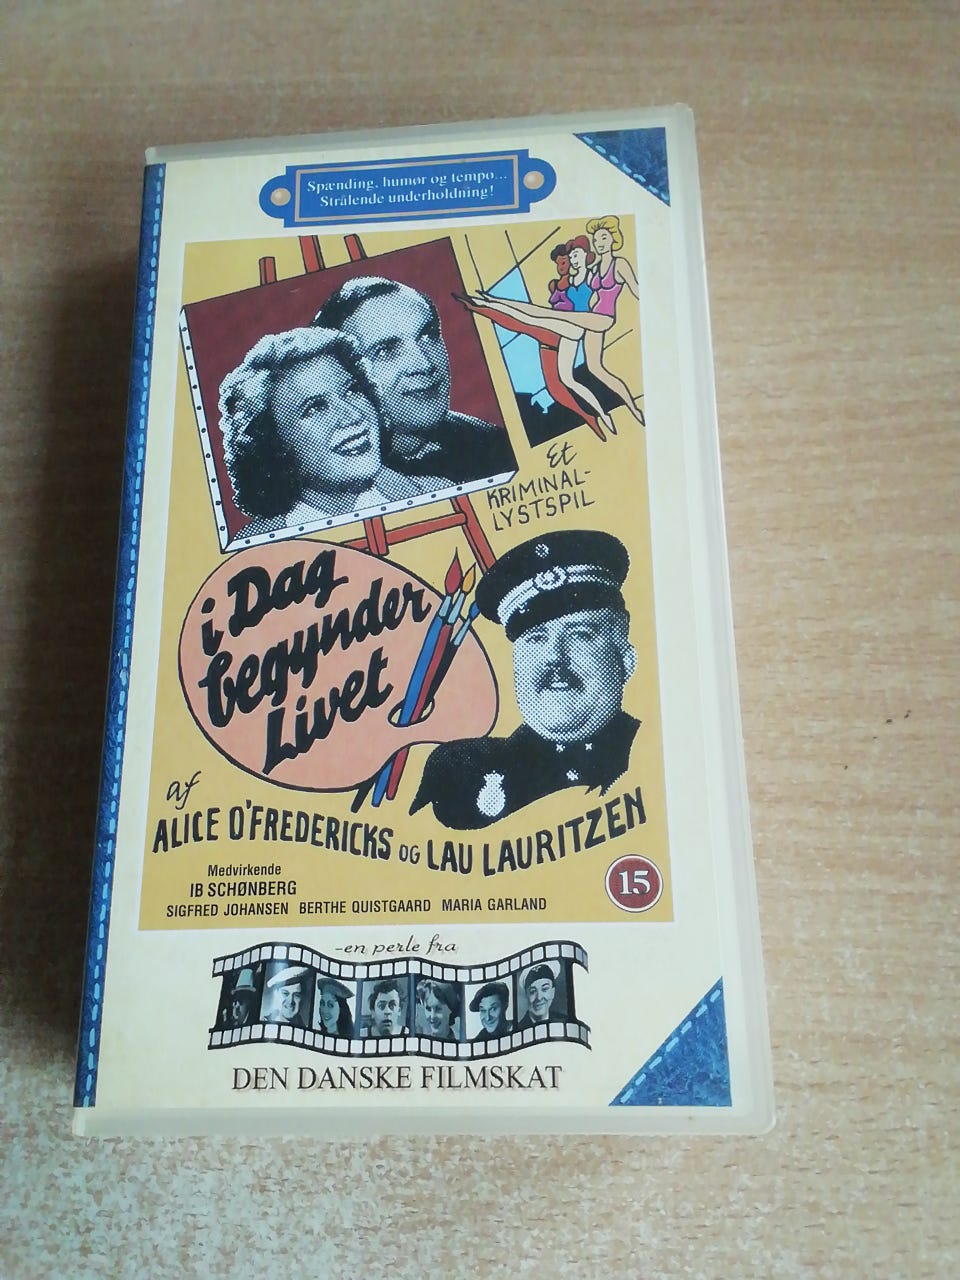 Spænding, humør og tempo...
Strålende underholdning!
Et
KRIMINAL-
LYSTSPIL
i Dag
begynder
Livet
af
ALICE O'FREDERICKS OG LAU LAURITZEN
Medvirkende
IB SCHØNBERG
SIGFRED JOHANSEN BERTHE QUISTGAARD MARIA GARLAND
15
-en perle fra
DEN DANSKE FILMSKAT